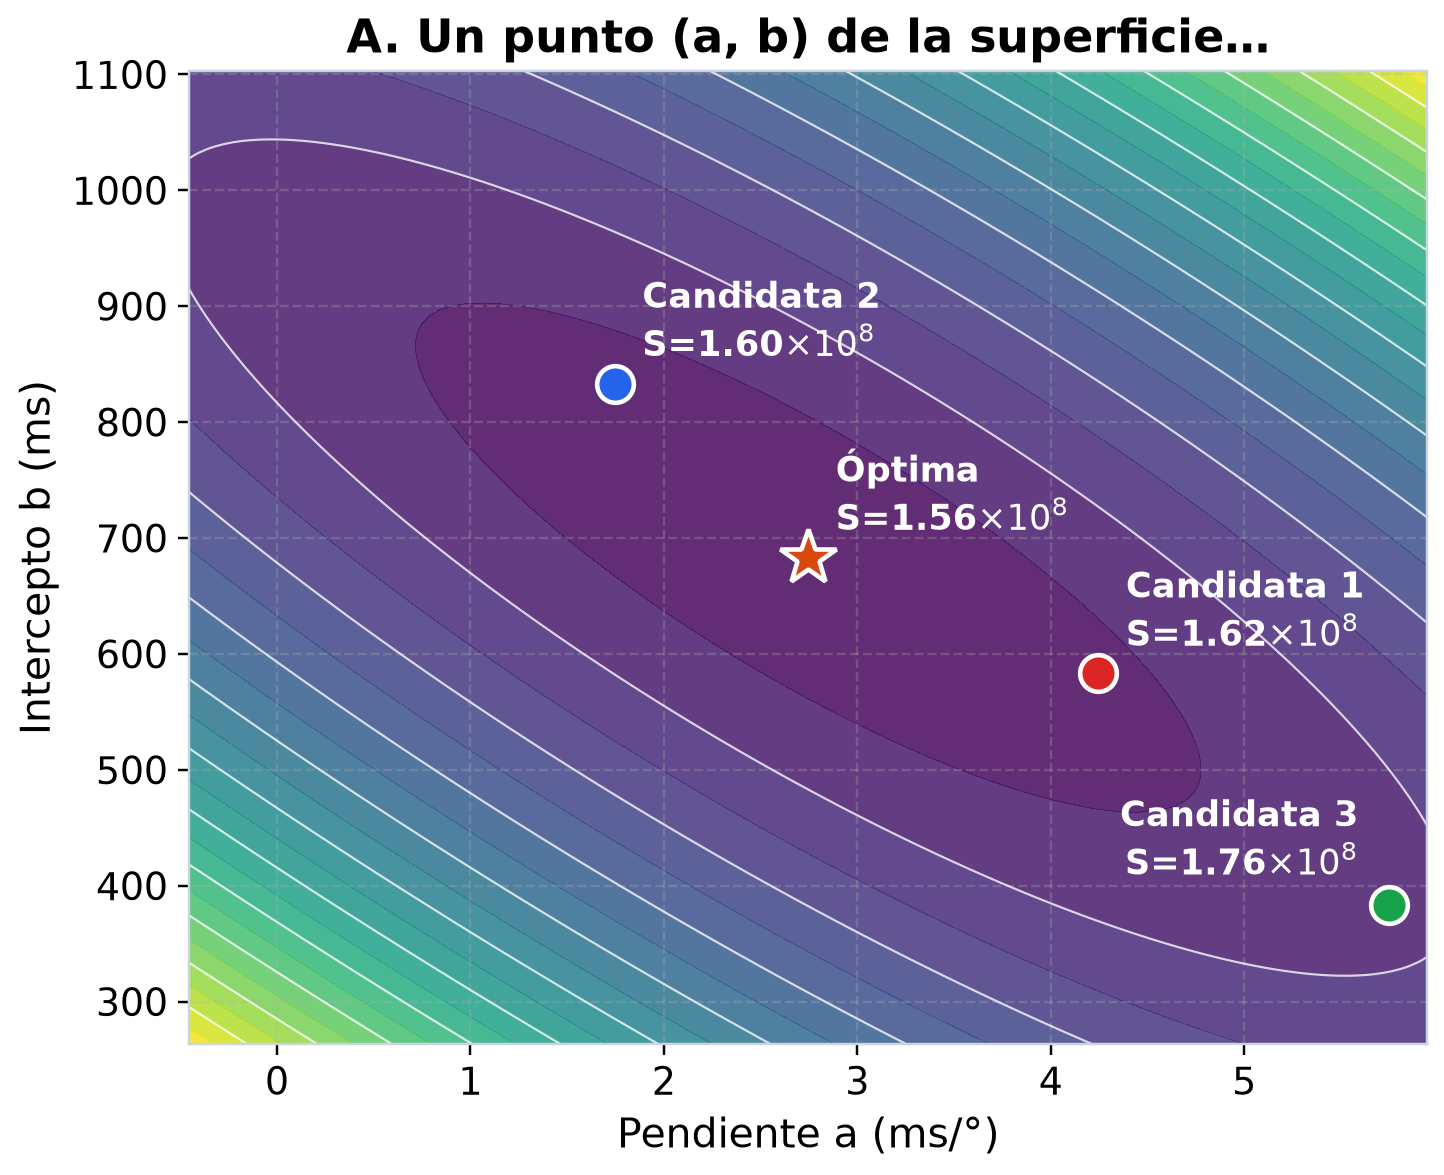 A. Un punto (a, b) de la superficie…
1100
1000
900
800
700
600
500
400
300
Intercepto b (ms)
Candidata 2
S=1.60×10⁸
Óptima
S=1.56×10⁸
Candidata 1
S=1.62×10⁸
Candidata 3
S=1.76×10⁸
0 1 2 3 4 5
Pendiente a (ms/°)